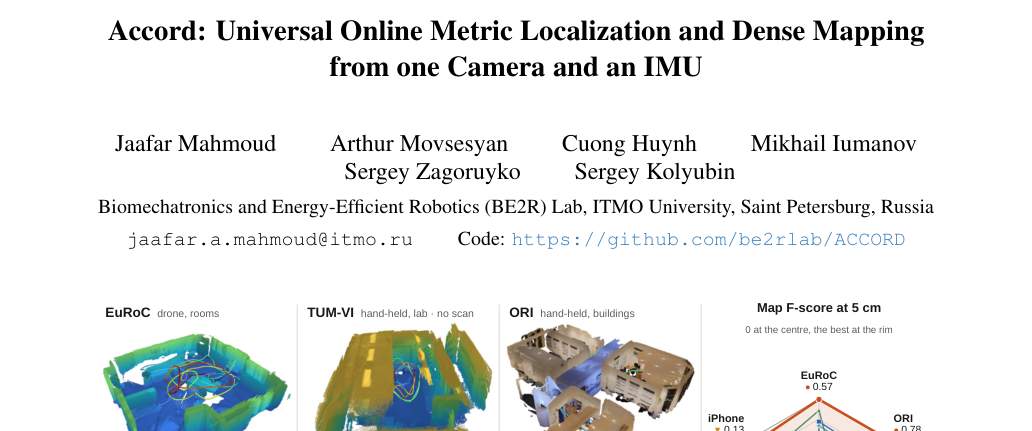 Accord: Universal Online Metric Localization and Dense Mapping
from one Camera and an IMU
Jaafar Mahmoud Arthur Movsesyan Cuong Huynh Mikhail Iumanov
Sergey Zagoruyko Sergey Kolyubin
Biomechatronics and Energy-Efficient Robotics (BE2R) Lab, ITMO University, Saint Petersburg, Russia
jaafar.a.mahmoud@itmo.ru Code: https://github.com/be2rlab/ACCORD
EuRoC drone, rooms
TUM-VI hand-held, lab · no scan
ORI hand-held, buildings
Map F-score at 5 cm
0 at the centre, the best at the rim
EuRoC
0.57
iPhone
0.13
ORI
0.78